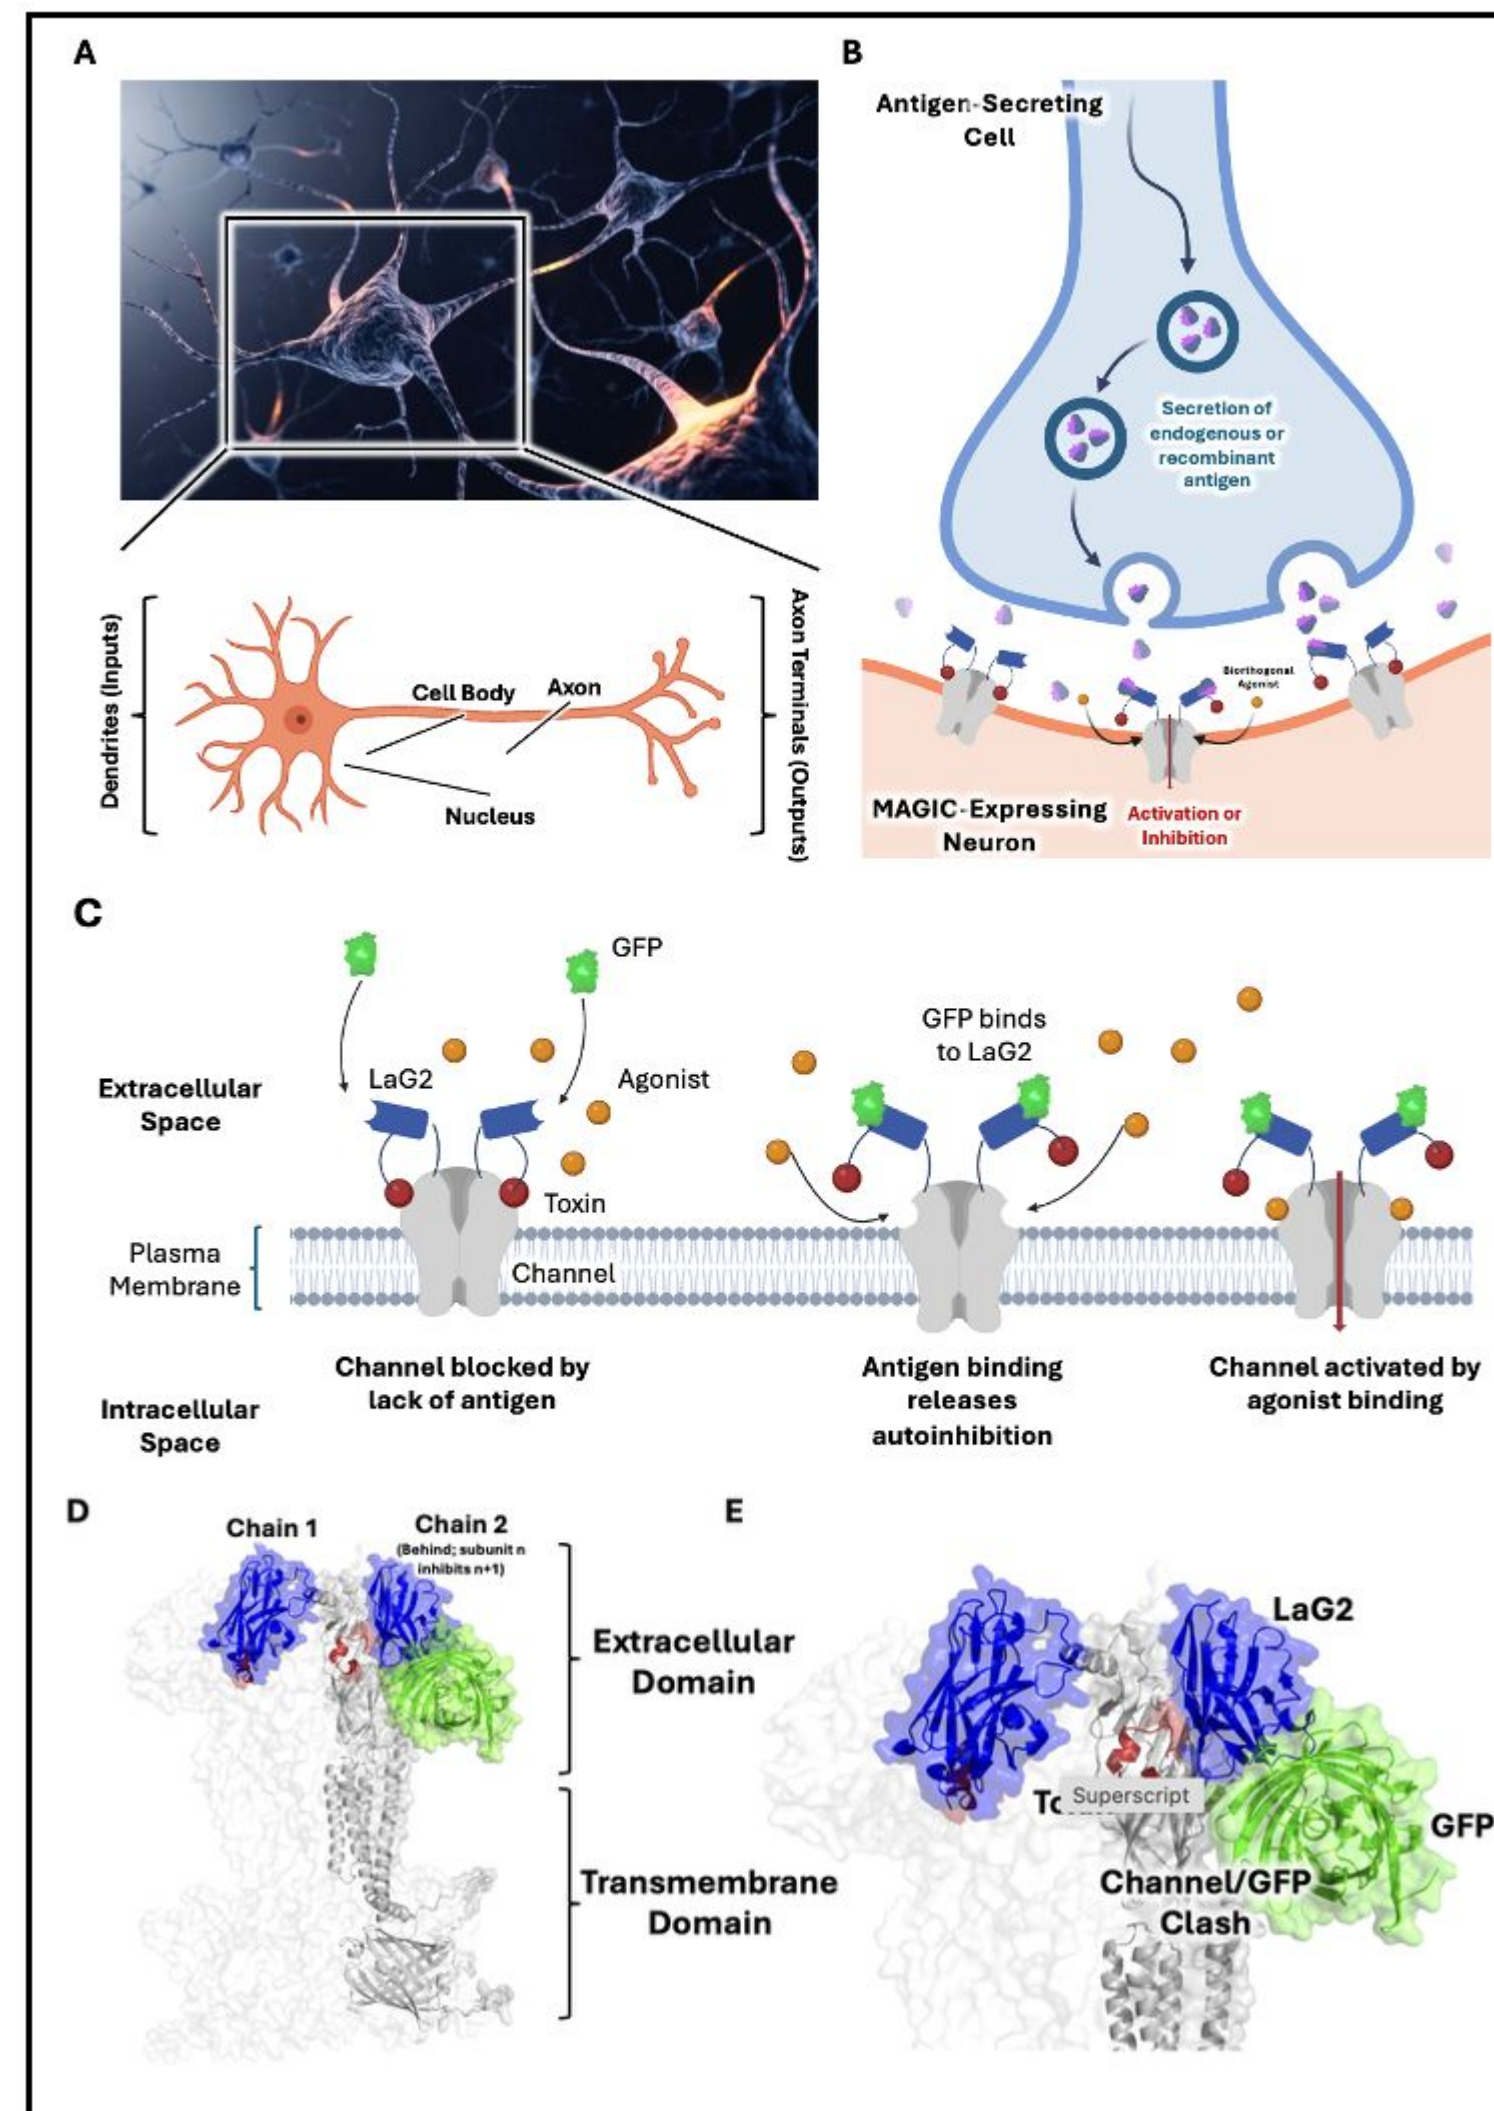 A
Dendrites (Inputs)
Cell Body
Axon
Nucleus
Axon Terminals (Outputs)
B
Antigen-Secreting
Cell
Secretion of
endogenous or
recombinant
antigen
Biorthogonal
Agonist
MAGIC-Expressing
Neuron
Activation or
Inhibition
C
GFP
LaG2
Agonist
Toxin
Channel
Extracellular
Space
Plasma
Membrane
Intracellular
Space
GFP binds
to LaG2
Channel blocked by
lack of antigen
Antigen binding
releases
autoinhibition
Channel activated by
agonist binding
D
Chain 1
Chain 2
(Behind; subunit n
inhibits n+1)
Extracellular
Domain
Transmembrane
Domain
E
LaG2
Superscript
GFP
Channel/GFP
Clash